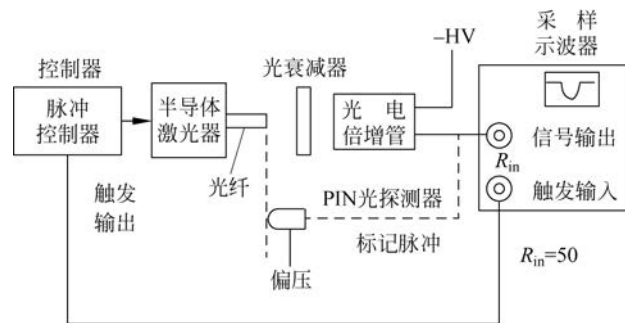 采 样
示波器
–HV
控制器
光衰减器
脉冲
控制器
半导体
激光器
光 电
倍增管
信号输出
Rin
光纤
触发
输出
PIN光探测器
触发输入
标记脉冲
偏压
Rin=50